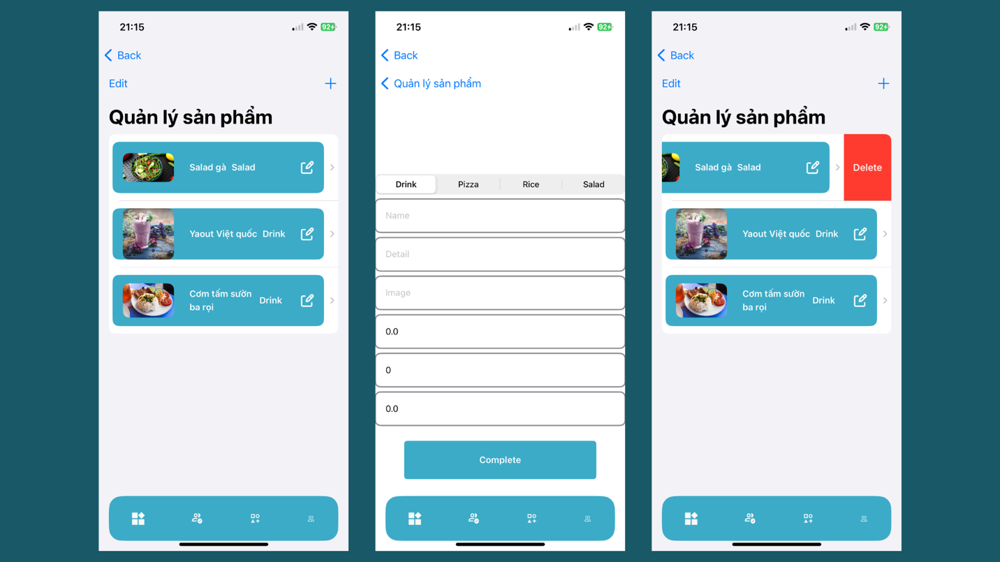 21:15
92
Back
Edit
Quản lý sản phẩm
Salad gà Salad
Yaout Việt quốc Drink
Cơm tấm sườn
ba rọi
Drink
21:15
92
Back
Quản lý sản phẩm
Drink Pizza Rice Salad
Name
Detail
Image
0.0
0
0.0
Complete
21:15
92
Back
Edit
Quản lý sản phẩm
Salad gà Salad
Delete
Yaout Việt quốc Drink
Cơm tấm sườn
ba rọi
Drink